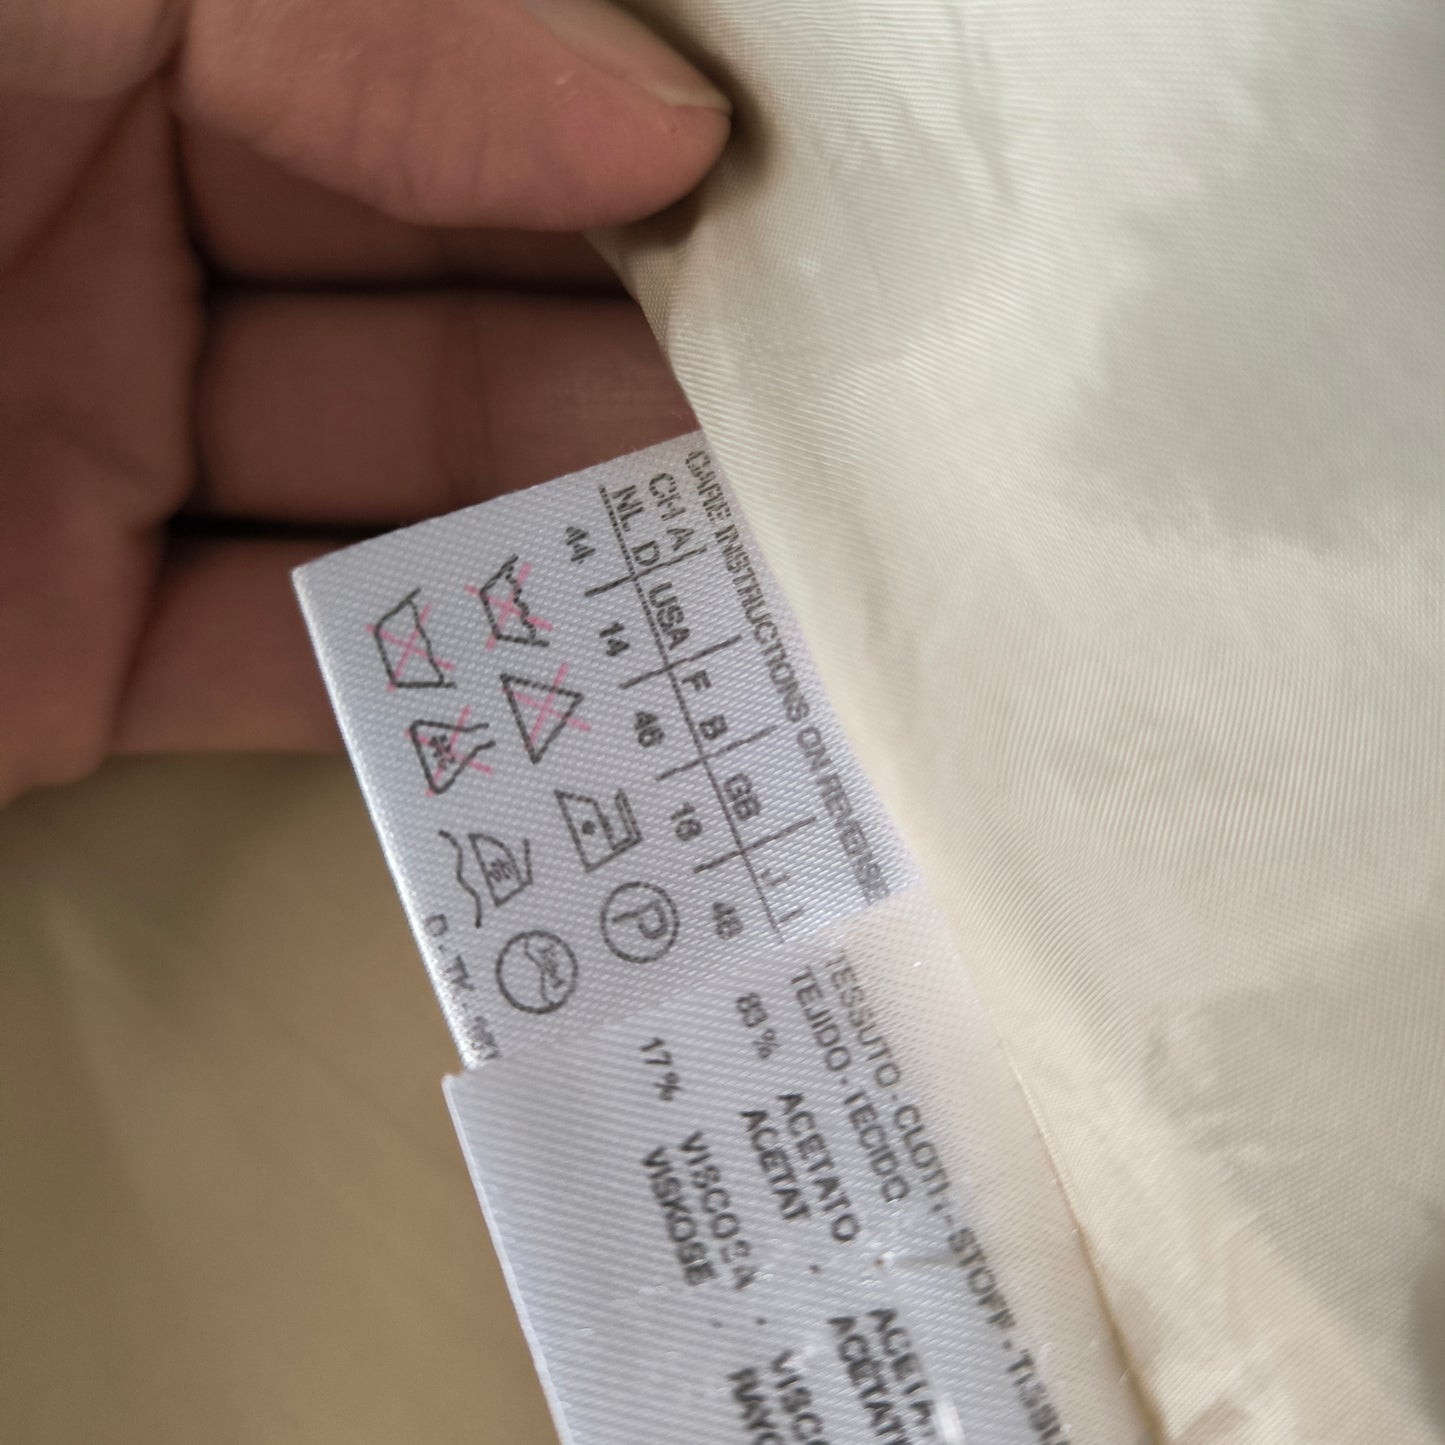 CARE INSTRUCTIONS ON REVERSE
CH A
NL D USA F B GB I
44 14 46 16 48
P
TESSUTO - CLOTH - STOFF -
TEJIDO - TECIDO
83% ACETATO
ACETAT
17% VISCOSA
VISKOSE